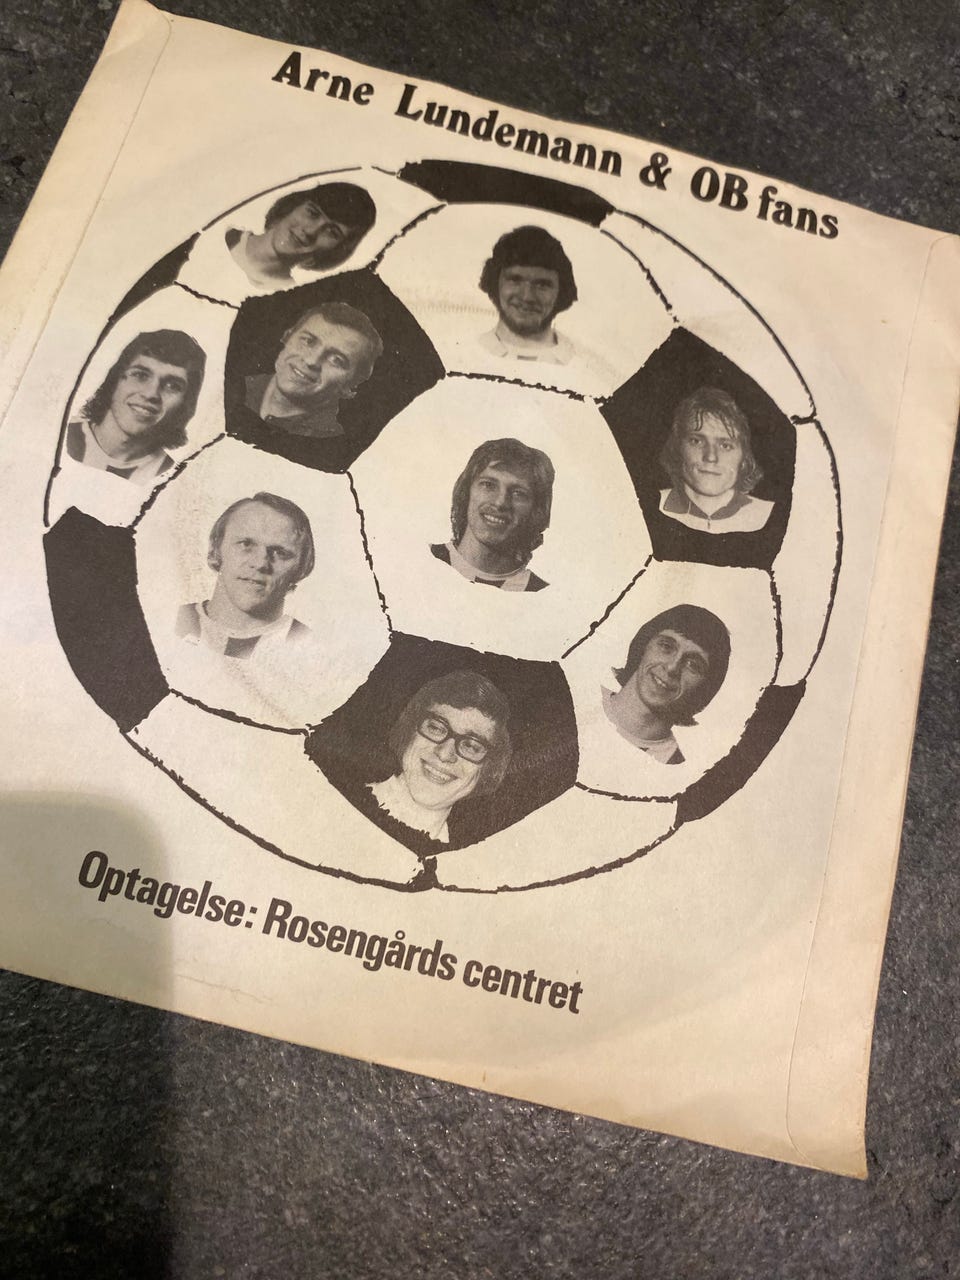 Arne Lundemann & OB fans
Optagelse: Rosengårds centret